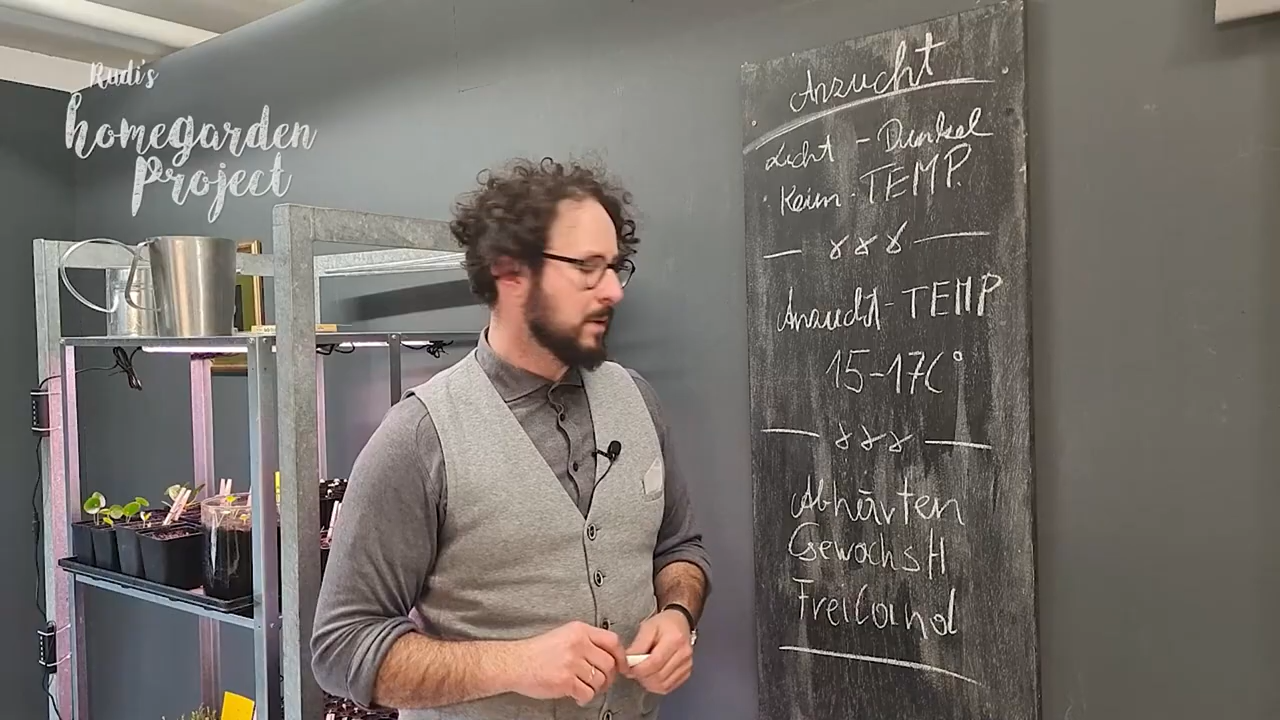 Rudi's
homegarden
Project
Anzucht
Licht - Dunkel
Keim-TEMP.
Anzucht-TEMP
15-17C°
Abhärten
GewächsH
Freiland